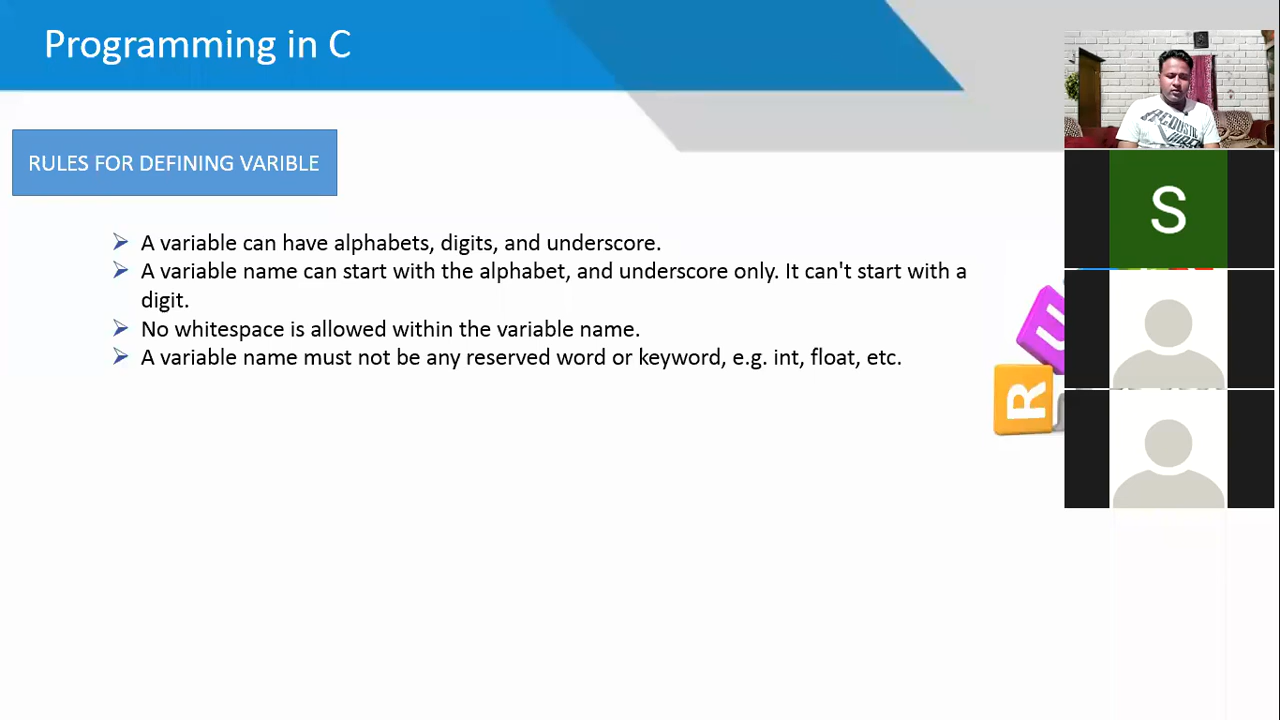 Programming in C
RULES FOR DEFINING VARIBLE
A variable can have alphabets, digits, and underscore.
A variable name can start with the alphabet, and underscore only. It can't start with a
digit.
No whitespace is allowed within the variable name.
A variable name must not be any reserved word or keyword, e.g. int, float, etc.
S
U
R